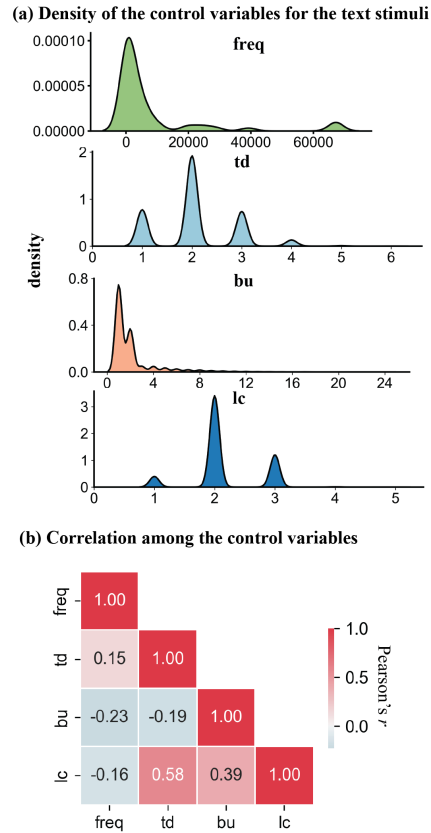 (a) Density of the control variables for the text stimuli
freq
0.00010
0.00005
0.00000
0 20000 40000 60000
td
2
1
0
0 1 2 3 4 5 6
density
bu
0.8
0.4
0.0
0 4 8 12 16 20 24
lc
3
2
1
0
0 1 2 3 4 5
(b) Correlation among the control variables
freq 1.00
td 0.15 1.00
bu -0.23 -0.19 1.00
lc -0.16 0.58 0.39 1.00
freq td bu lc
1.0
0.5
0.0
Pearson's r